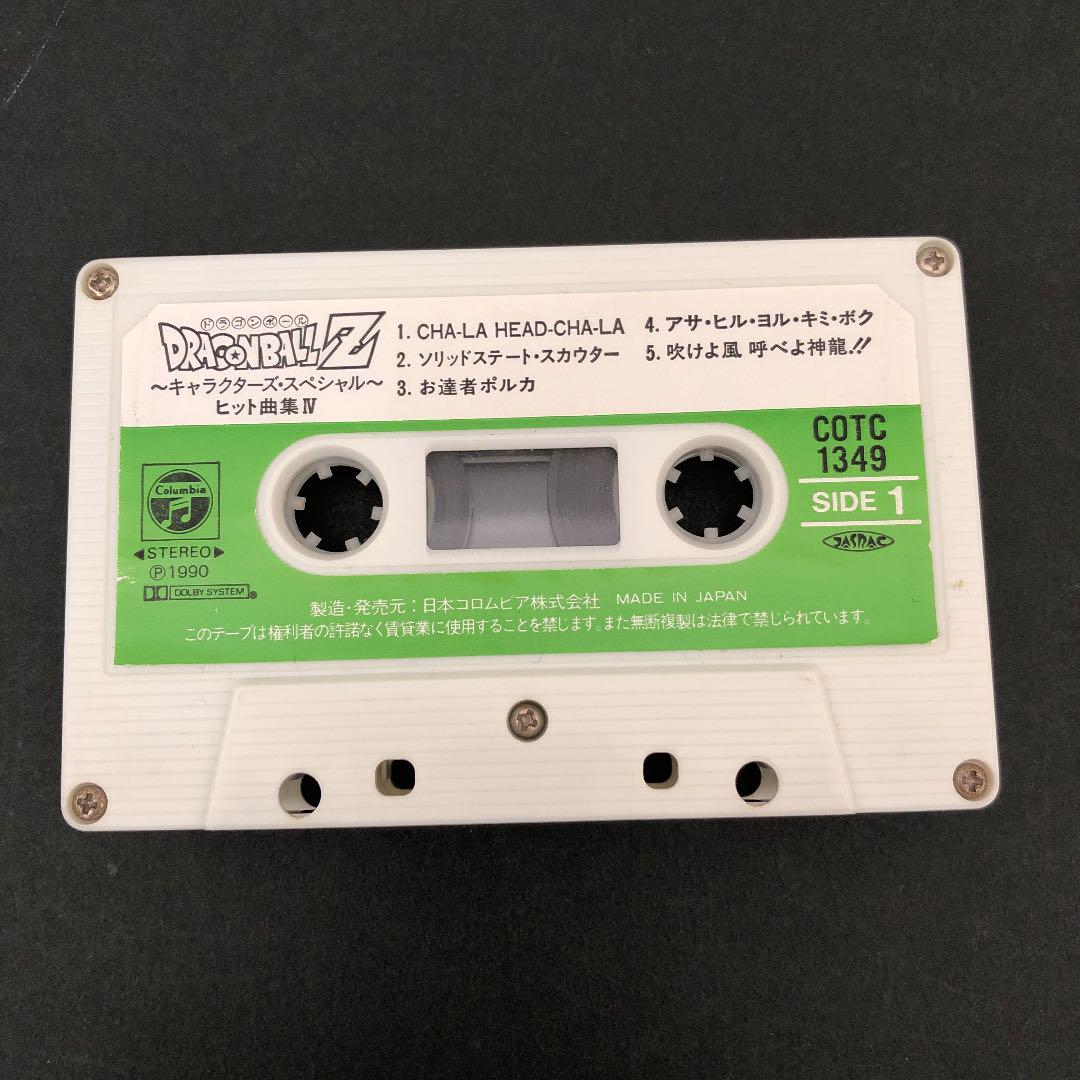 ドラゴンボール
DRAGONBALL Z
～キャラクターズ・スペシャル～
ヒット曲集Ⅳ
1. CHA-LA HEAD-CHA-LA
2. ソリッドステート・スカウター
3. お達者ポルカ
4. アサ・ヒル・ヨル・キミ・ボク
5. 吹けよ風 呼べよ神龍!!
COTC
1349
SIDE 1
JASRAC
Columbia
◀STEREO▶
Ⓟ1990
DOLBY SYSTEM®
製造・発売元：日本コロムビア株式会社 MADE IN JAPAN
このテープは権利者の許諾なく賃貸業に使用することを禁じます。また無断複製は法律で禁じられています。